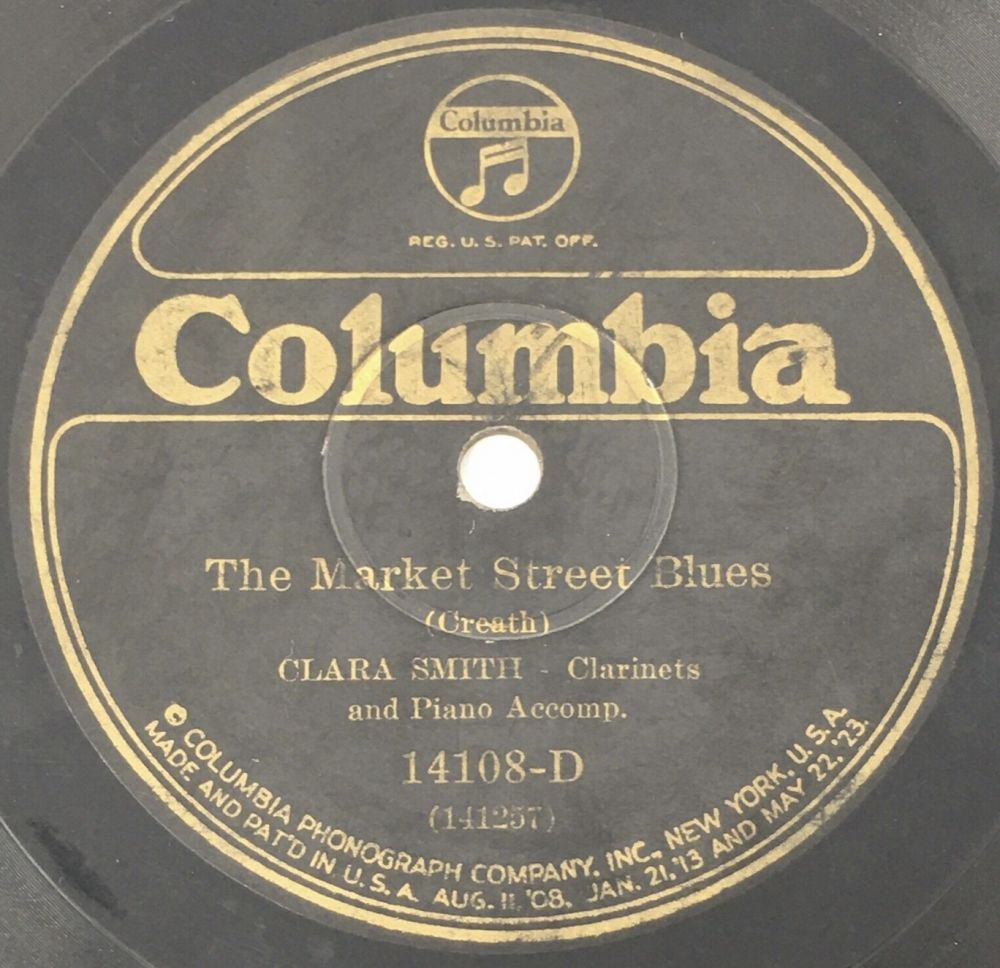 Columbia
REG. U. S. PAT. OFF.
Columbia
The Market Street Blues
(Creath)
CLARA SMITH - Clarinets
and Piano Accomp.
14108-D
(141257)
COLUMBIA PHONOGRAPH COMPANY, INC., NEW YORK, U. S. A.
MADE AND PAT'D IN U. S. A. AUG. 11, '08, JAN. 21, '13 AND MAY 22, '23.